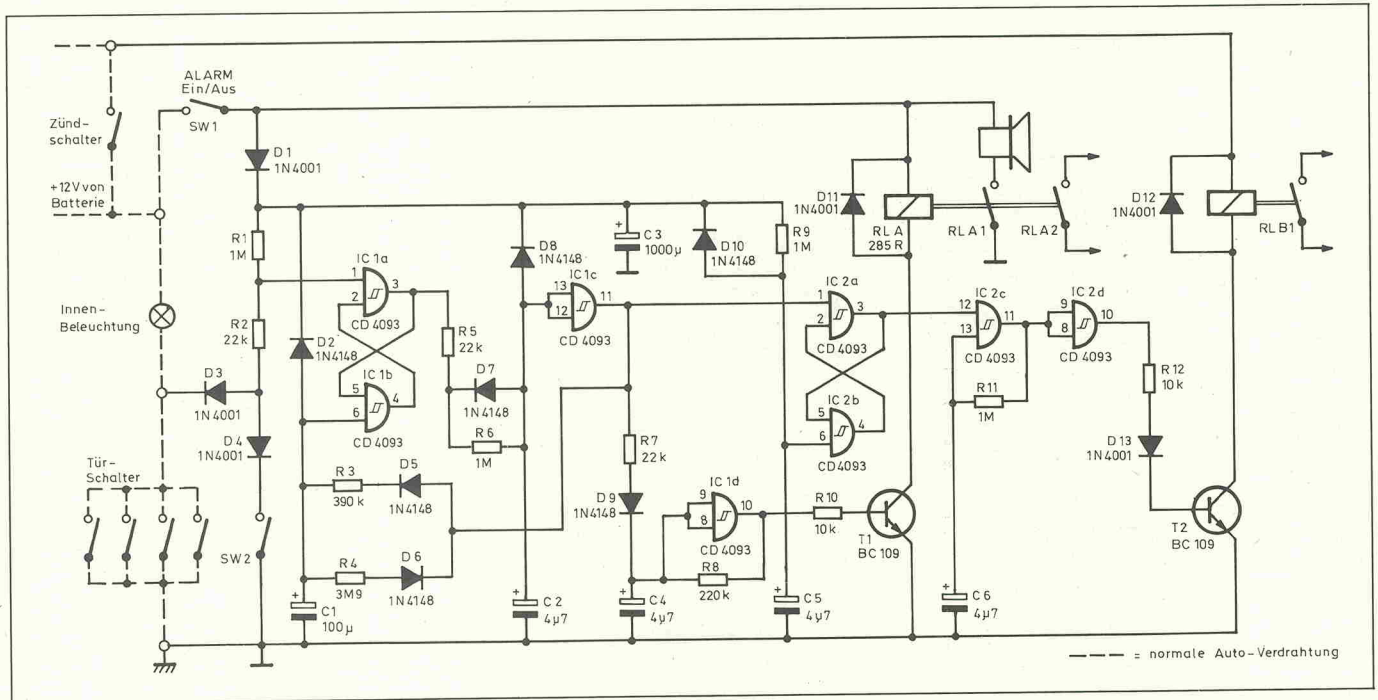 ALARM
Ein/Aus
SW1
Zünd-
schalter
+12V von
Batterie
D1
1N4001
R1
1M
Innen-
Beleuchtung
R2
22k
D3
1N4001
D4
1N4001
Tür-
Schalter
SW2
D2
1N4148
IC 1a
1
2
3
CD 4093
IC 1b
5
6
4
CD 4093
R3
390 k
D5
1N4148
R4
3M9
D6
1N4148
+
C1
100µ
R5
22k
D7
1N4148
R6
1M
D8
1N4148
+
C2
4µ7
IC 1c
13
12
11
CD 4093
+
C3
1000µ
D10
1N4148
R9
1M
R7
22k
D9
1N4148
+
C4
4µ7
IC 1d
9
8
10
CD 4093
R8
220k
+
C5
4µ7
R10
10k
T1
BC 109
D11
1N4001
RLA
285 R
RLA1
RLA2
IC 2a
1
2
3
CD 4093
IC 2b
5
6
4
CD 4093
IC 2c
12
13
11
CD 4093
R11
1M
+
C6
4µ7
IC 2d
9
8
10
CD 4093
R12
10k
D13
1N4001
T2
BC 109
D12
1N4001
RLB1
= normale Auto-Verdrahtung